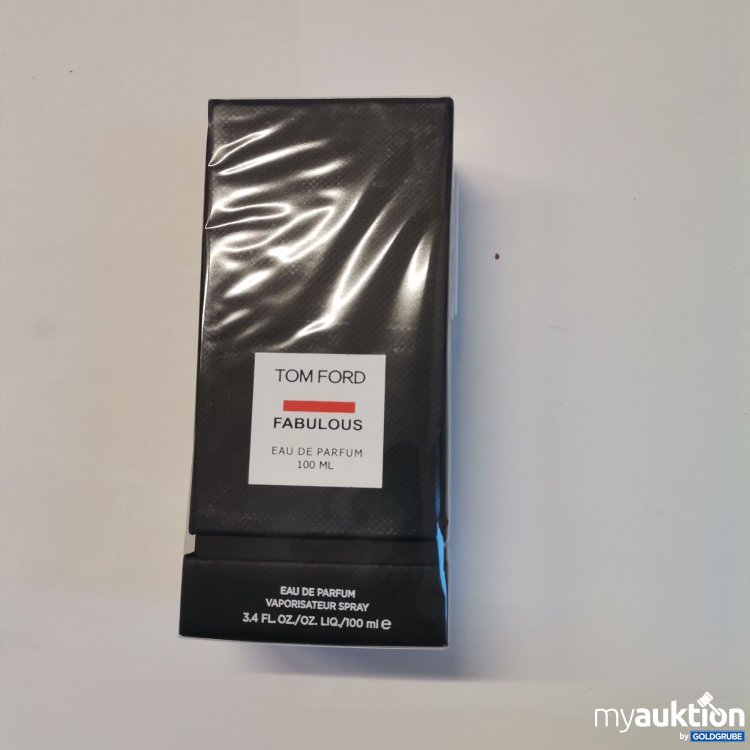 TOM FORD
FABULOUS
EAU DE PARFUM
100 ML
EAU DE PARFUM
VAPORISATEUR SPRAY
3.4 FL. OZ./OZ. LIQ./100 ml e
myauktion
by GOLDGRUBE